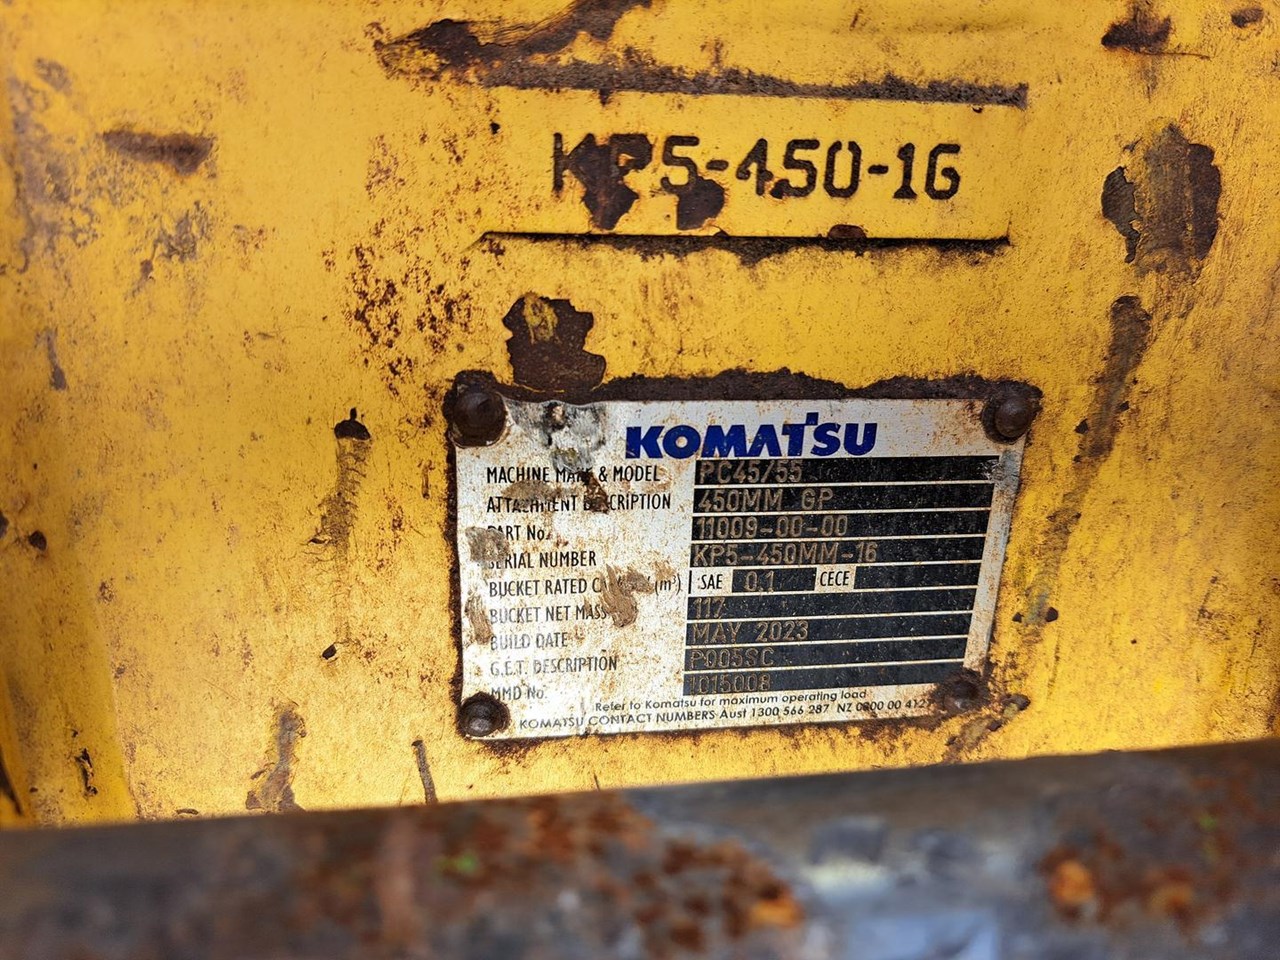 KP5-450-16
KOMATSU
MACHINE MAKE & MODEL PC45/55
ATTACHMENT DESCRIPTION 450MM GP
PART No. 11009-00-00
SERIAL NUMBER KP5-450MM-16
BUCKET RATED (m³) SAE 0.1 CECE
BUCKET NET MASS 117
BUILD DATE MAY 2023
G.E.T. DESCRIPTION P005SC
MMD No. 1015008
Refer to Komatsu for maximum operating load
KOMATSU CONTACT NUMBERS Aust 1300 566 287 NZ 0800 00 412